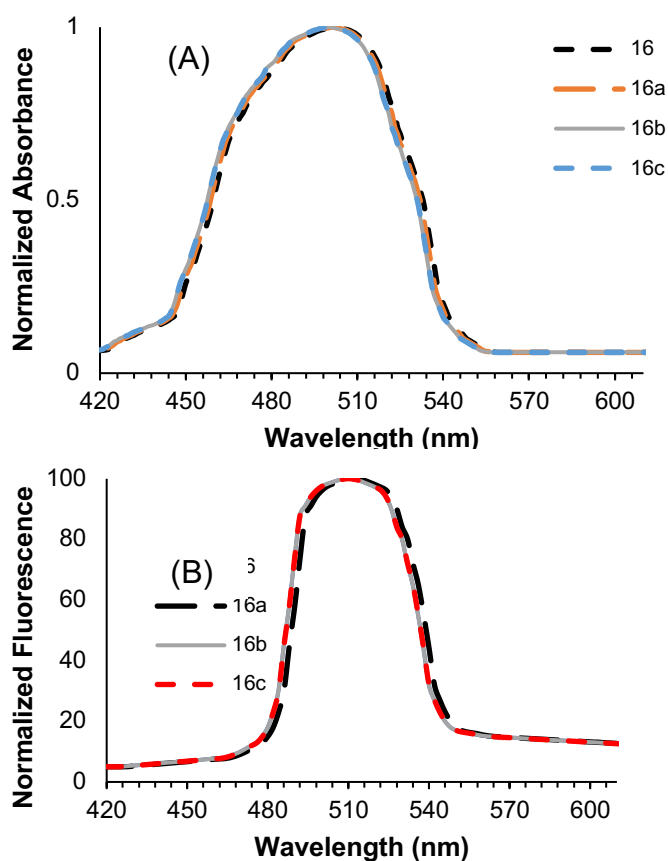 Normalized Absorbance
1
0.5
0
(A)
16
16a
16b
16c
420 450 480 510 540 570 600
Wavelength (nm)
Normalized Fluorescence
100
80
60
40
20
0
(B)
16a
16b
16c
420 450 480 510 540 570 600
Wavelength (nm)